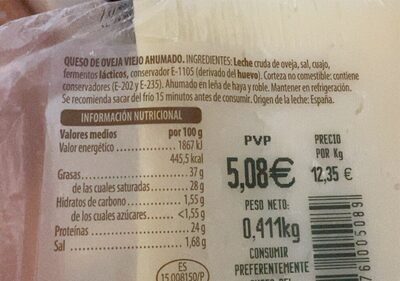 QUESO DE OVEJA VIEJO AHUMADO. INGREDIENTES: Leche cruda de oveja, sal, cuajo,
fermentos lácticos, conservador E-1105 (derivado del huevo). Corteza no comestible: contiene
conservadores (E-202 y E-235). Ahumado en leña de haya y roble. Mantener en refrigeración.
Se recomienda sacar del frío 15 minutos antes de consumir. Origen de la leche: España.
INFORMACIÓN NUTRICIONAL
Valores medios por 100 g
Valor energético 1867 kJ
445,5 kcal
Grasas 37 g
de las cuales saturadas 28 g
Hidratos de carbono 1,55 g
de los cuales azúcares <1,55 g
Proteínas 24 g
Sal 1,68 g
PVP
5,08€
PRECIO
POR Kg
12,35 €
PESO NETO:
0,411kg
CONSUMIR
PREFERENTEMENTE
ES
15.008150/P